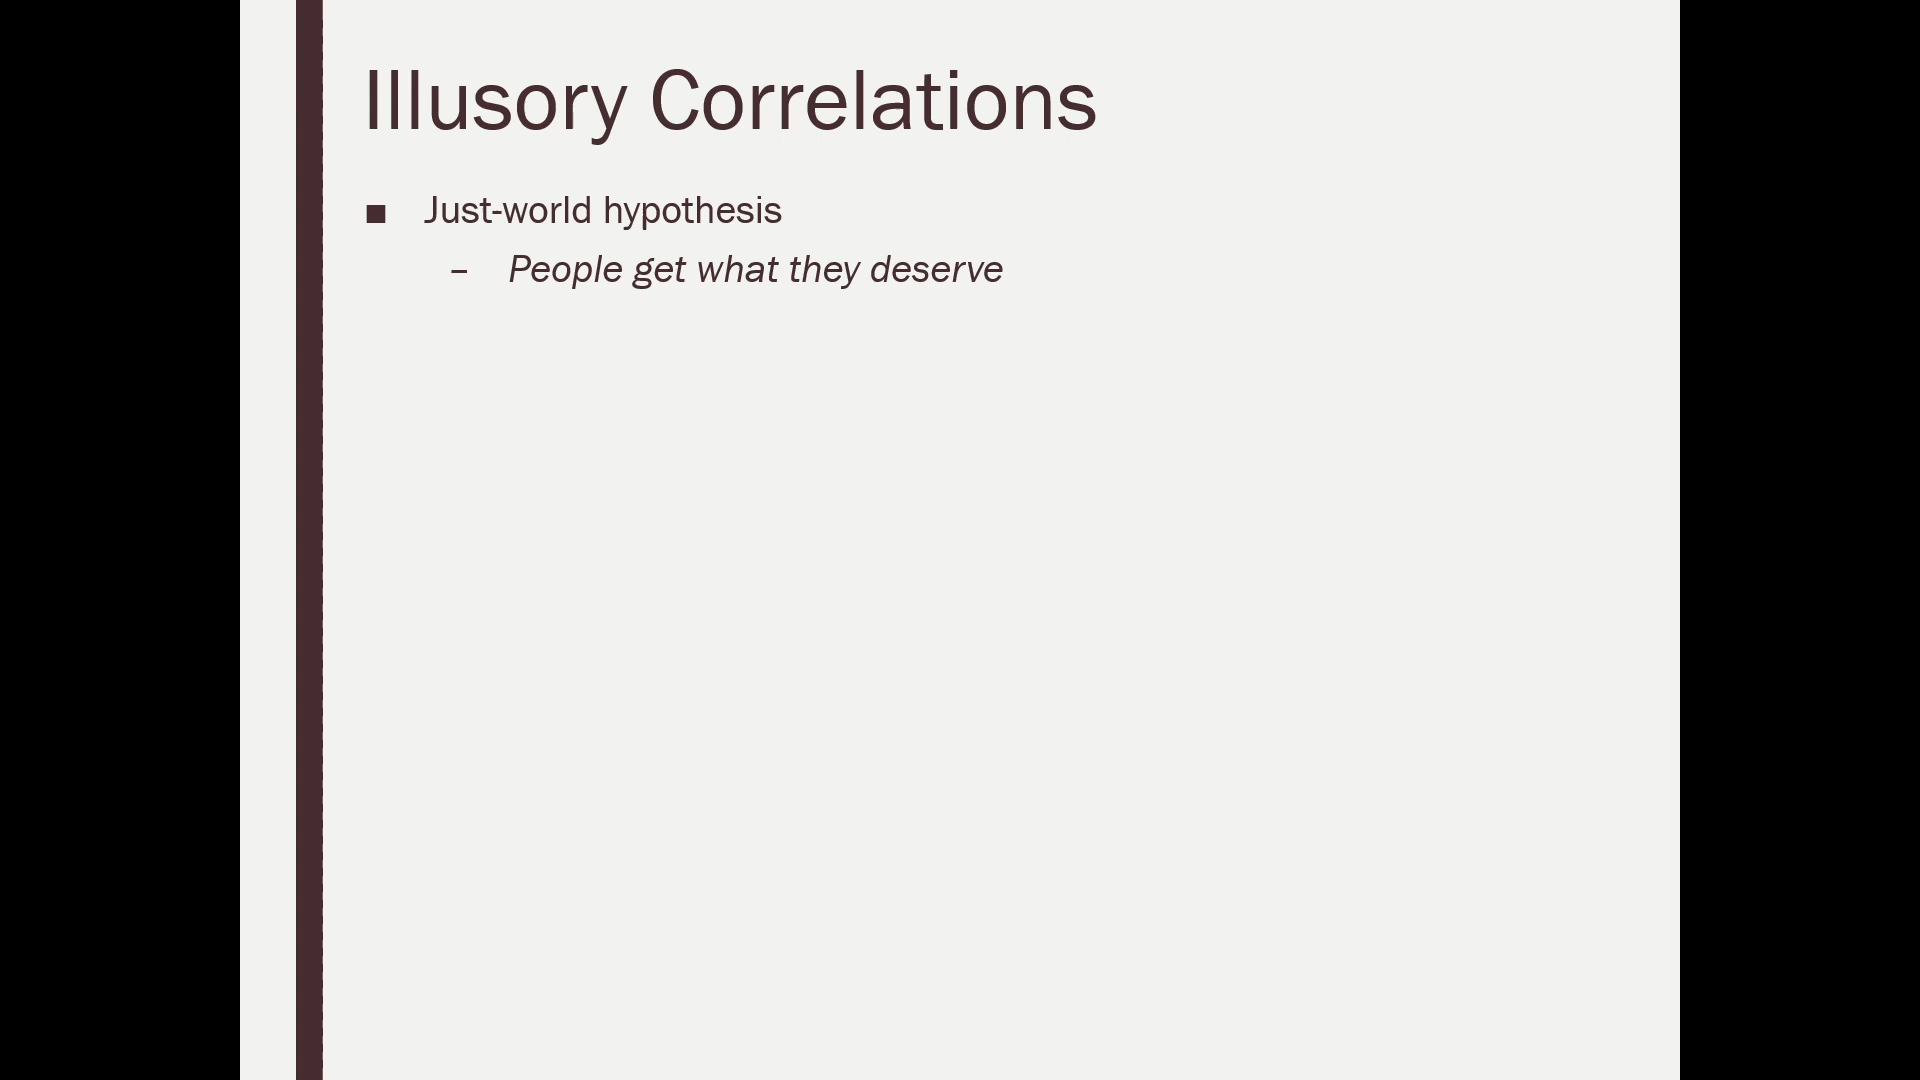 Illusory Correlations
■ Just-world hypothesis
– People get what they deserve